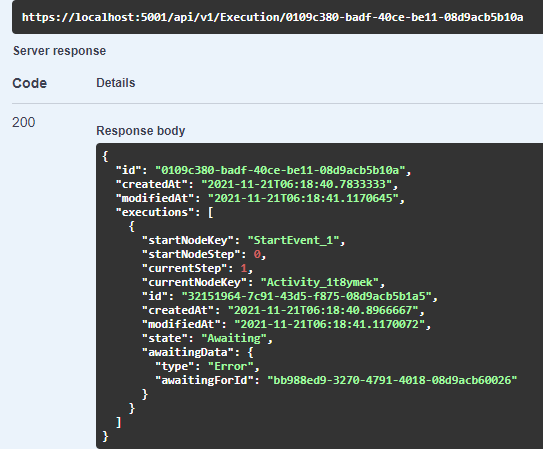 https://localhost:5001/api/v1/Execution/0109c380-badf-40ce-be11-08d9acb5b10a
Server response
Code Details
200
Response body
{
  "id": "0109c380-badf-40ce-be11-08d9acb5b10a",
  "createdAt": "2021-11-21T06:18:40.7833333",
  "modifiedAt": "2021-11-21T06:18:41.1170645",
  "executions": [
    {
      "startNodeKey": "StartEvent_1",
      "startNodeStep": 0,
      "currentStep": 1,
      "currentNodeKey": "Activity_1t8ymek",
      "id": "32151964-7c91-43d5-f875-08d9acb5b1a5",
      "createdAt": "2021-11-21T06:18:40.8966667",
      "modifiedAt": "2021-11-21T06:18:41.1170072",
      "state": "Awaiting",
      "awaitingData": {
        "type": "Error",
        "awaitingForId": "bb988ed9-3270-4791-4018-08d9acb60026"
      }
    }
  ]
}